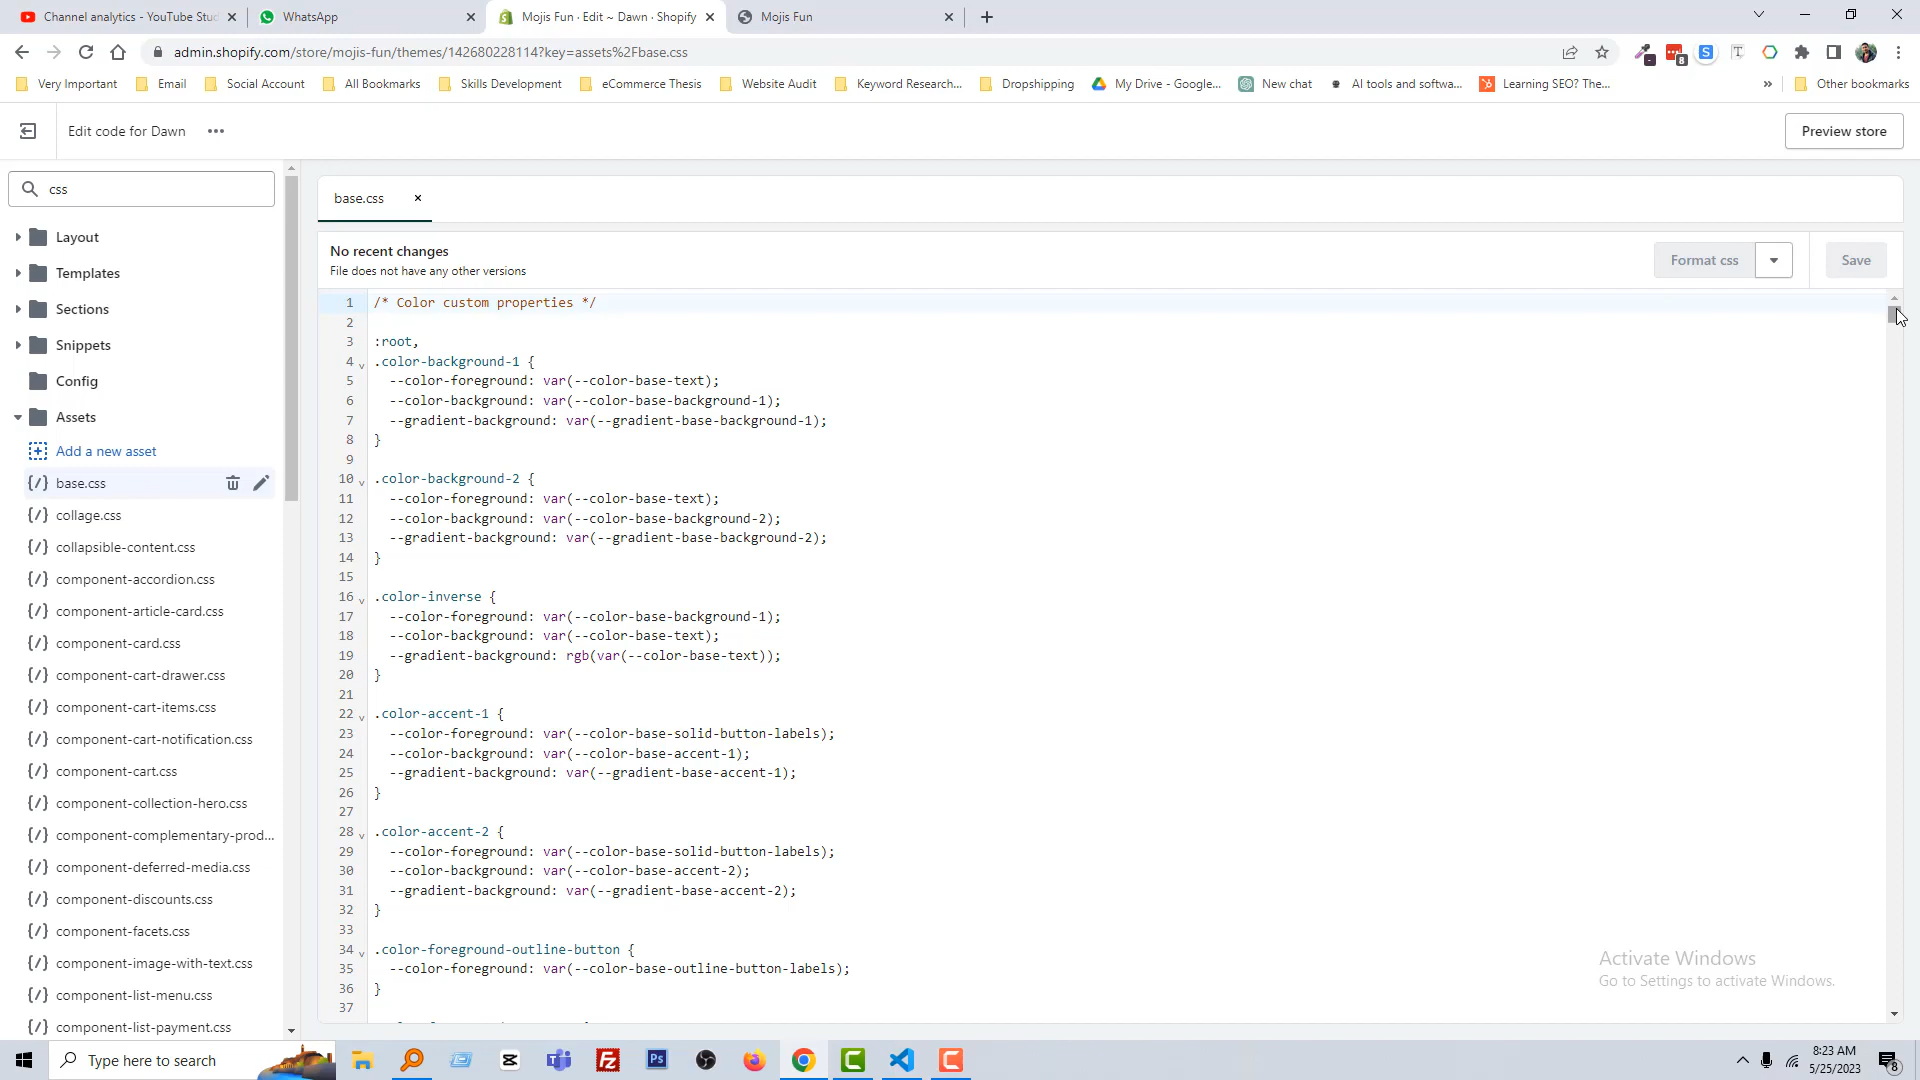 Channel analytics - YouTube Stu
WhatsApp
Mojis Fun · Edit ~ Dawn · Shopify
Mojis Fun
admin.shopify.com/store/mojis-fun/themes/142680228114?key=assets%2Fbase.css
8
S
T
Very Important
Email
Social Account
All Bookmarks
Skills Development
eCommerce Thesis
Website Audit
Keyword Research...
Dropshipping
My Drive - Google...
New chat
AI tools and softwa...
Learning SEO? The...
»
Other bookmarks
Edit code for Dawn
Preview store
css
Layout
Templates
Sections
Snippets
Config
Assets
Add a new asset
{/} base.css
{/} collage.css
{/} collapsible-content.css
{/} component-accordion.css
{/} component-article-card.css
{/} component-card.css
{/} component-cart-drawer.css
{/} component-cart-items.css
{/} component-cart-notification.css
{/} component-cart.css
{/} component-collection-hero.css
{/} component-complementary-prod...
{/} component-deferred-media.css
{/} component-discounts.css
{/} component-facets.css
{/} component-image-with-text.css
{/} component-list-menu.css
{/} component-list-payment.css
base.css
No recent changes
File does not have any other versions
Format css
Save
1 /* Color custom properties */
2
3 :root,
4 .color-background-1 {
5 --color-foreground: var(--color-base-text);
6 --color-background: var(--color-base-background-1);
7 --gradient-background: var(--gradient-base-background-1);
8 }
9
10 .color-background-2 {
11 --color-foreground: var(--color-base-text);
12 --color-background: var(--color-base-background-2);
13 --gradient-background: var(--gradient-base-background-2);
14 }
15
16 .color-inverse {
17 --color-foreground: var(--color-base-background-1);
18 --color-background: var(--color-base-text);
19 --gradient-background: rgb(var(--color-base-text));
20 }
21
22 .color-accent-1 {
23 --color-foreground: var(--color-base-solid-button-labels);
24 --color-background: var(--color-base-accent-1);
25 --gradient-background: var(--gradient-base-accent-1);
26 }
27
28 .color-accent-2 {
29 --color-foreground: var(--color-base-solid-button-labels);
30 --color-background: var(--color-base-accent-2);
31 --gradient-background: var(--gradient-base-accent-2);
32 }
33
34 .color-foreground-outline-button {
35 --color-foreground: var(--color-base-outline-button-labels);
36 }
37
Activate Windows
Go to Settings to activate Windows.
Type here to search
Fz
Ps
8:23 AM
5/25/2023
8